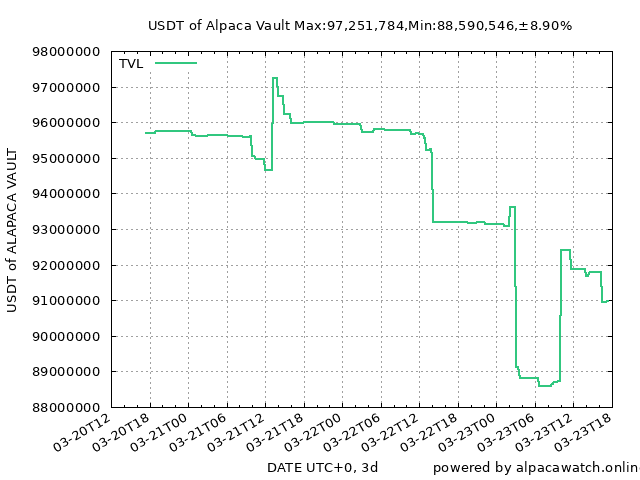 USDT of Alpaca Vault Max:97,251,784,Min:88,590,546,±8.90%
TVL
98000000
97000000
96000000
95000000
94000000
93000000
92000000
91000000
90000000
89000000
88000000
USDT of ALAPACA VAULT
03-20T12
03-20T18
03-21T00
03-21T06
03-21T12
03-21T18
03-22T00
03-22T06
03-22T12
03-22T18
03-23T00
03-23T06
03-23T12
03-23T18
DATE UTC+0, 3d
powered by alpacawatch.onlin